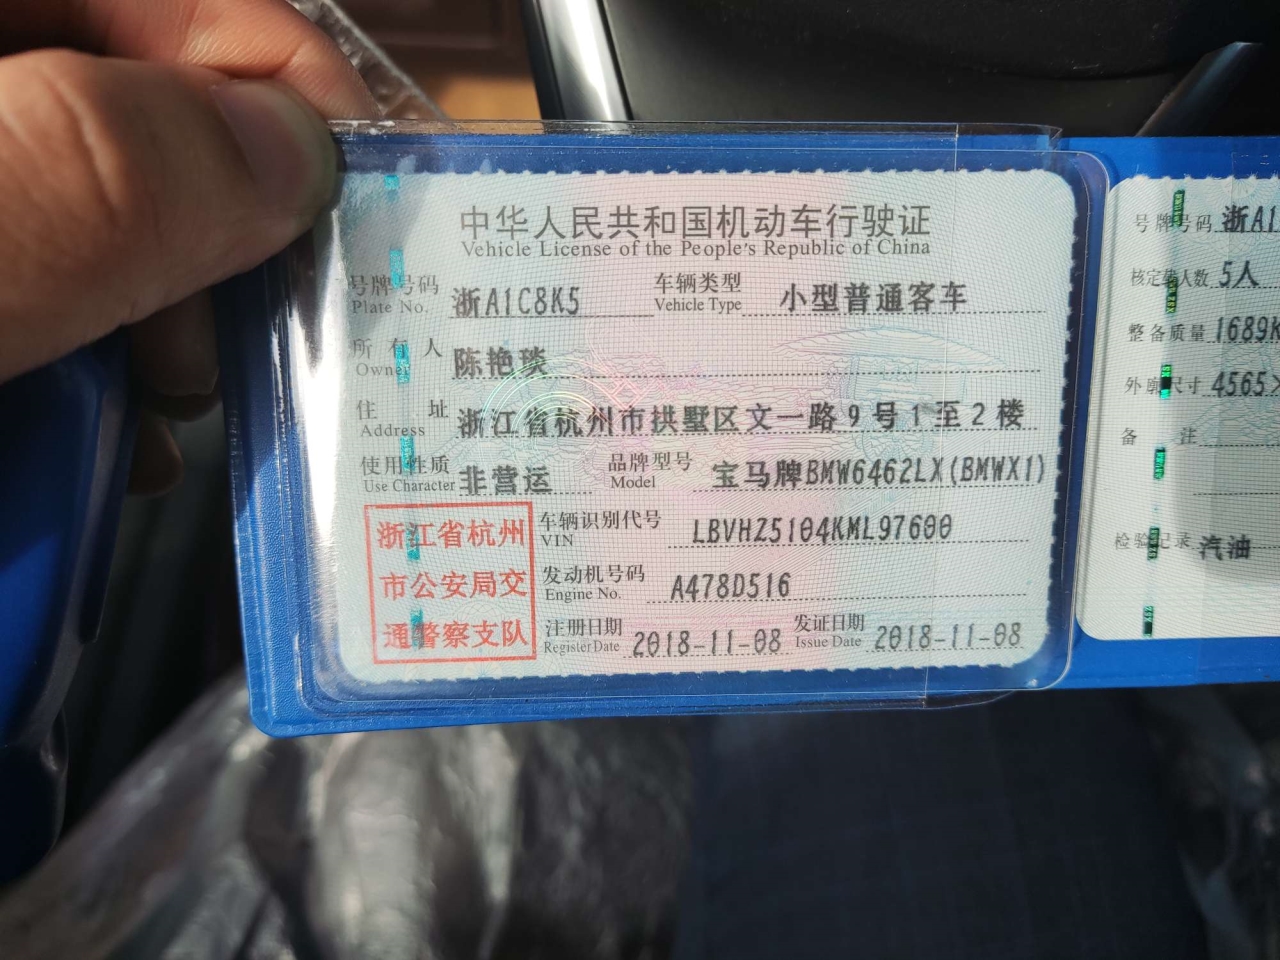 中华人民共和国机动车行驶证
Vehicle License of the People's Republic of China
号牌号码 浙A1C8K5 车辆类型 小型普通客车
Plate No. Vehicle Type
所有人 陈艳琰
Owner
住址 浙江省杭州市拱墅区文一路9号1至2楼
Address
使用性质 非营运 品牌型号 宝马牌BMW6462LX(BMWX1)
Use Character Model
浙江省杭州
市公安局交
通警察支队
车辆识别代号 LBVHZ5104KML97600
VIN
发动机号码 A478D516
Engine No.
注册日期 2018-11-08 发证日期 2018-11-08
Register Date Issue Date
号牌号码 浙A1
核定载人数 5人
整备质量 1689K
外廓尺寸 4565×
备注
检验记录 汽油